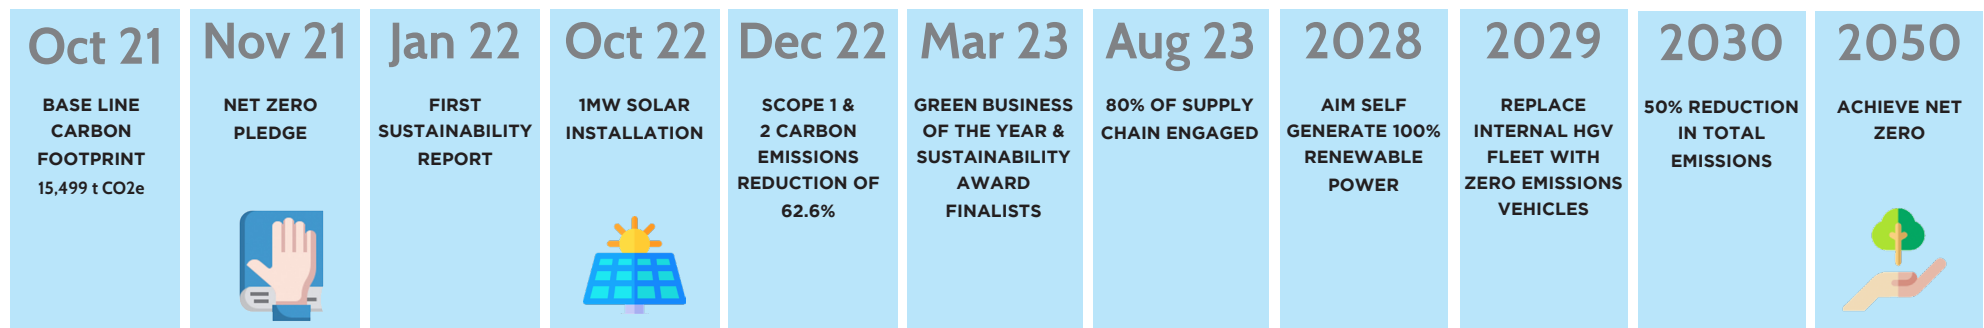 Oct 21
BASE LINE
CARBON
FOOTPRINT
15,499 t CO2e
Nov 21
NET ZERO
PLEDGE
Jan 22
FIRST
SUSTAINABILITY
REPORT
Oct 22
1MW SOLAR
INSTALLATION
Dec 22
SCOPE 1 &
2 CARBON
EMISSIONS
REDUCTION OF
62.6%
Mar 23
GREEN BUSINESS
OF THE YEAR &
SUSTAINABILITY
AWARD
FINALISTS
Aug 23
80% OF SUPPLY
CHAIN ENGAGED
2028
AIM SELF
GENERATE 100%
RENEWABLE
POWER
2029
REPLACE
INTERNAL HGV
FLEET WITH
ZERO EMISSIONS
VEHICLES
2030
50% REDUCTION
IN TOTAL
EMISSIONS
2050
ACHIEVE NET
ZERO